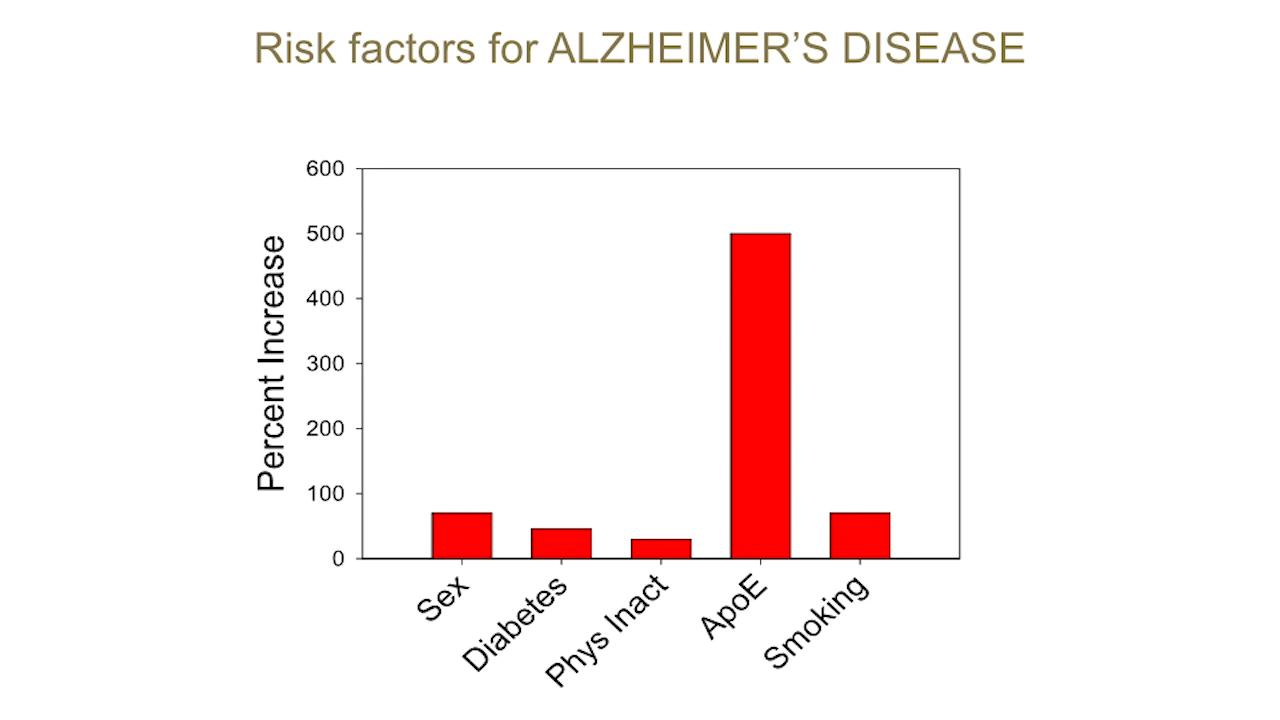 Risk factors for ALZHEIMER’S DISEASE
Percent Increase
600
500
400
300
200
100
0
Sex
Diabetes
Phys Inact
ApoE
Smoking